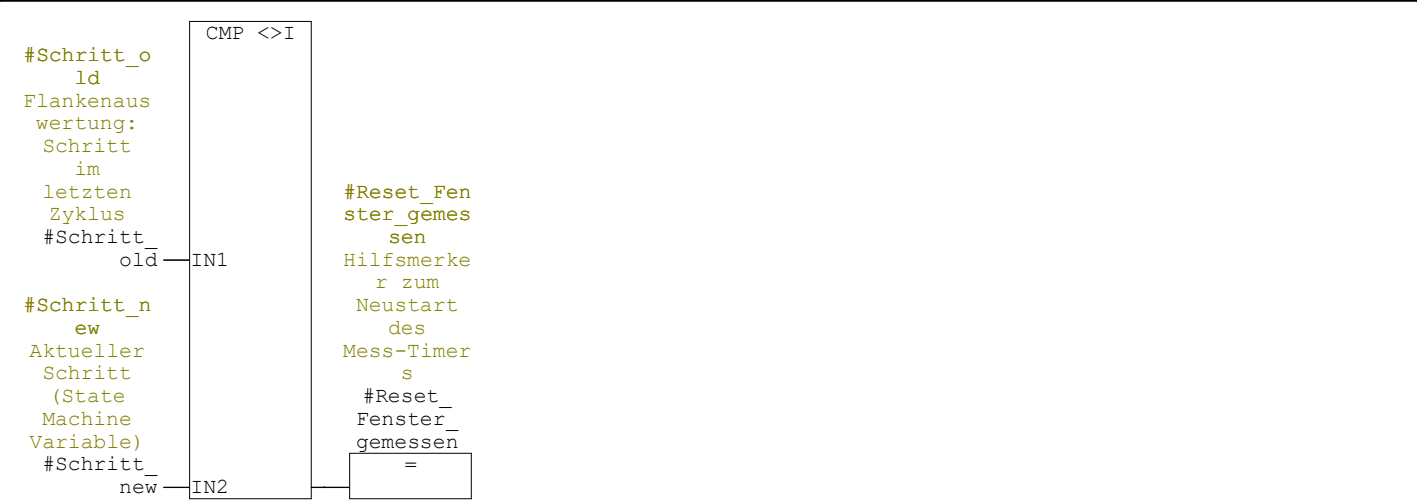 CMP <>I
#Schritt_o
ld
Flankenaus
wertung:
Schritt
im
letzten
Zyklus
#Schritt_
old
IN1
#Reset_Fen
ster_gemes
sen
Hilfsmerke
r zum
Neustart
des
Mess-Timer
s
#Reset_
Fenster_
gemessen
=
#Schritt_n
ew
Aktueller
Schritt
(State
Machine
Variable)
#Schritt_
new
IN2